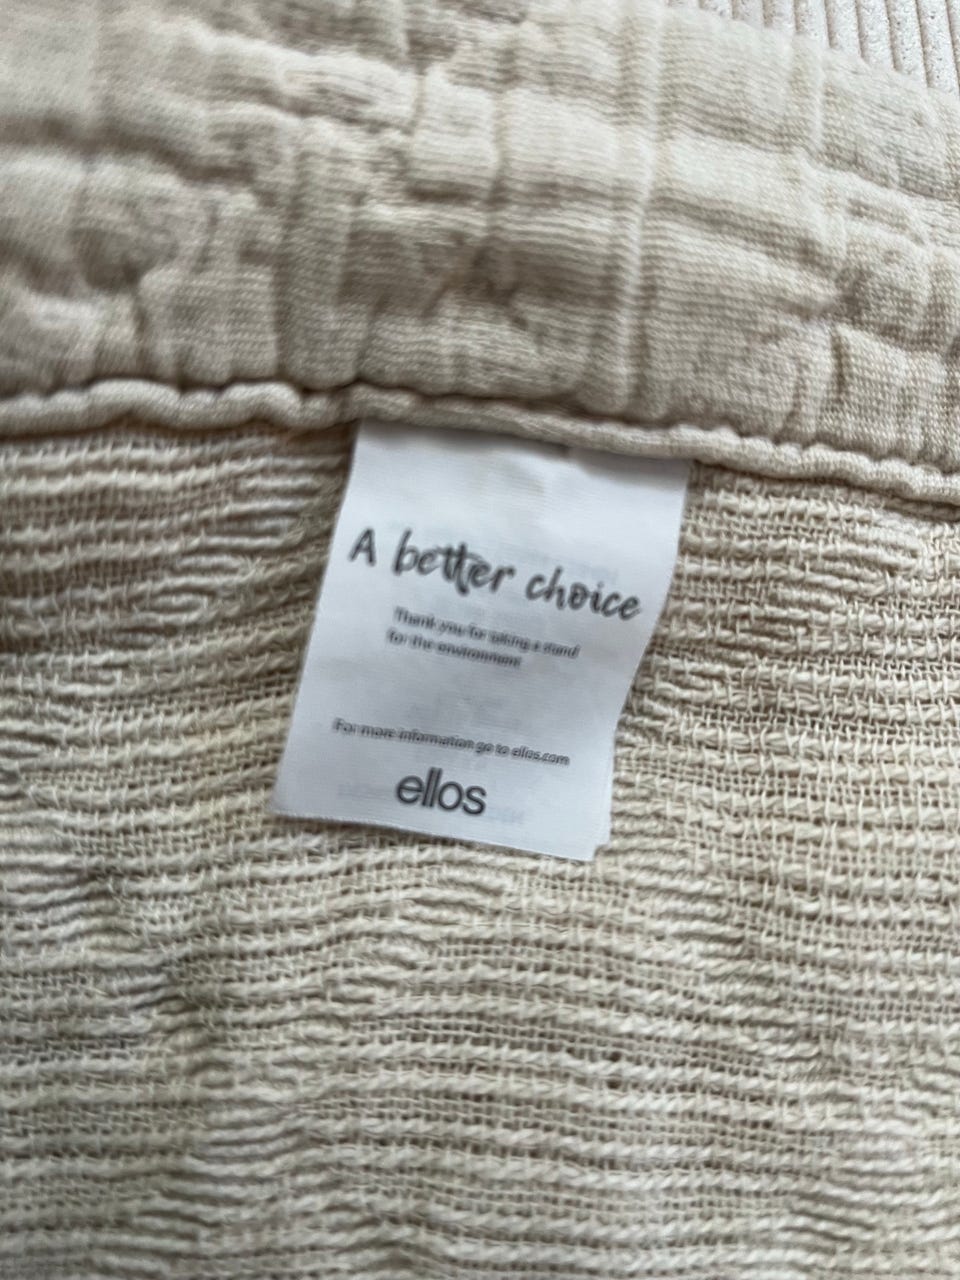 A better choice
Thank you for taking a stand
for the environment
For more information go to ellos.com
ellos